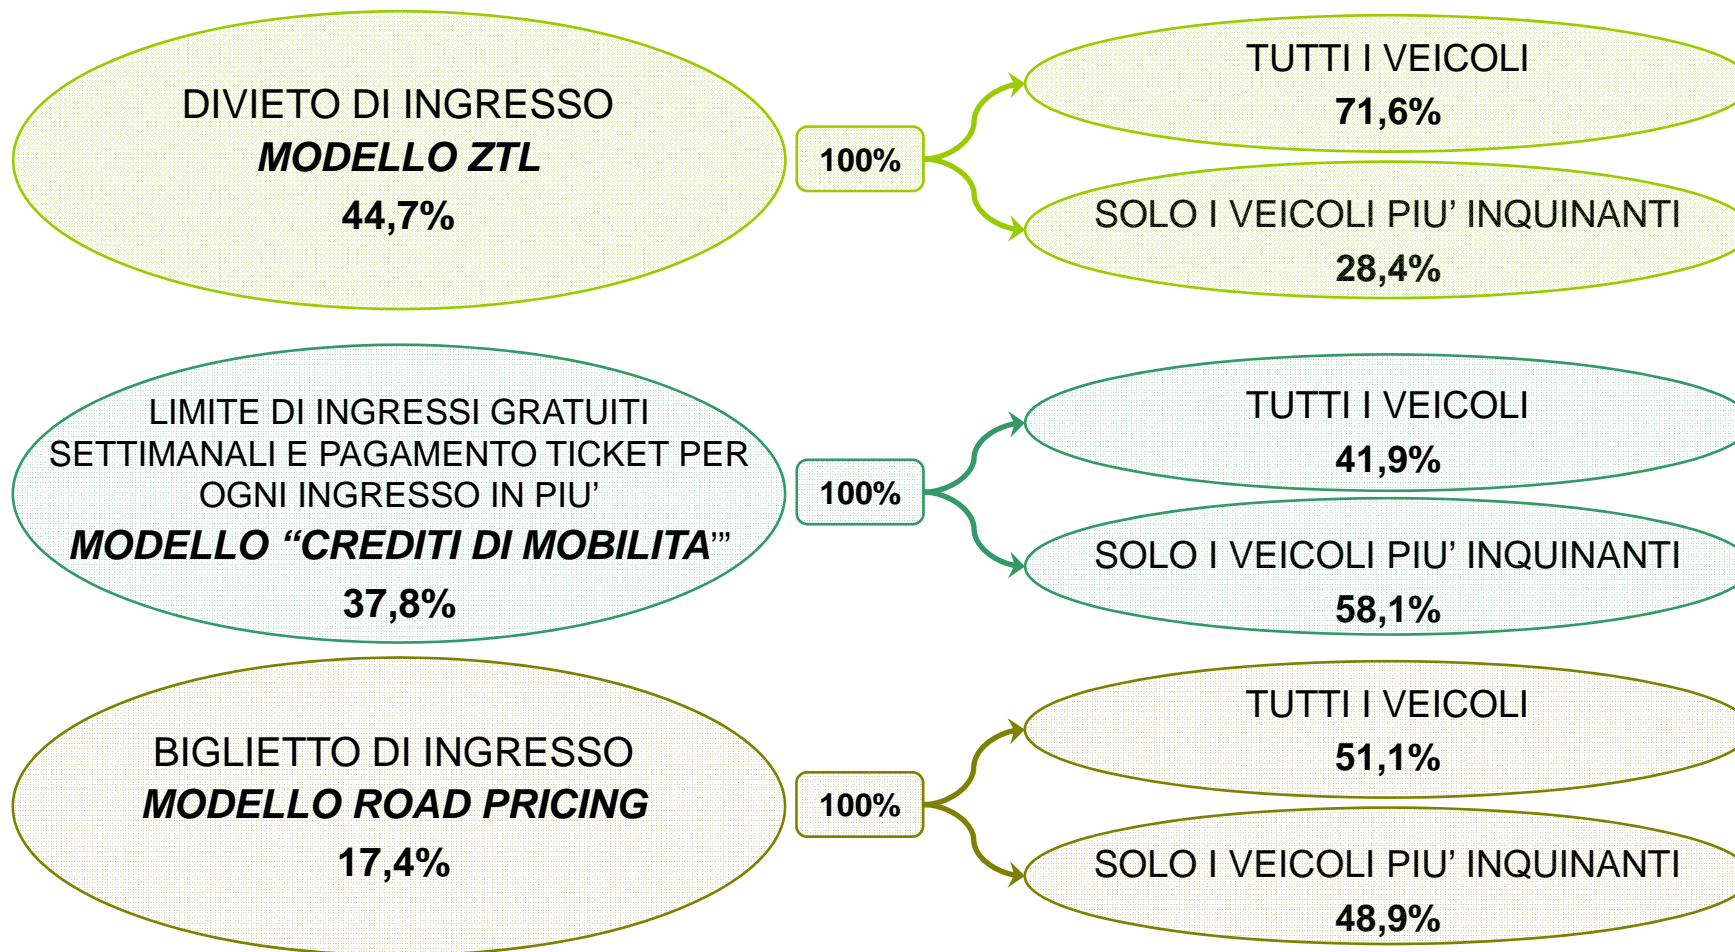 DIVIETO DI INGRESSO
MODELLO ZTL
44,7%
100%
TUTTI I VEICOLI
71,6%
SOLO I VEICOLI PIU’ INQUINANTI
28,4%
LIMITE DI INGRESSI GRATUITI
SETTIMANALI E PAGAMENTO TICKET PER
OGNI INGRESSO IN PIU’
MODELLO “CREDITI DI MOBILITA’”
37,8%
100%
TUTTI I VEICOLI
41,9%
SOLO I VEICOLI PIU’ INQUINANTI
58,1%
BIGLIETTO DI INGRESSO
MODELLO ROAD PRICING
17,4%
100%
TUTTI I VEICOLI
51,1%
SOLO I VEICOLI PIU’ INQUINANTI
48,9%